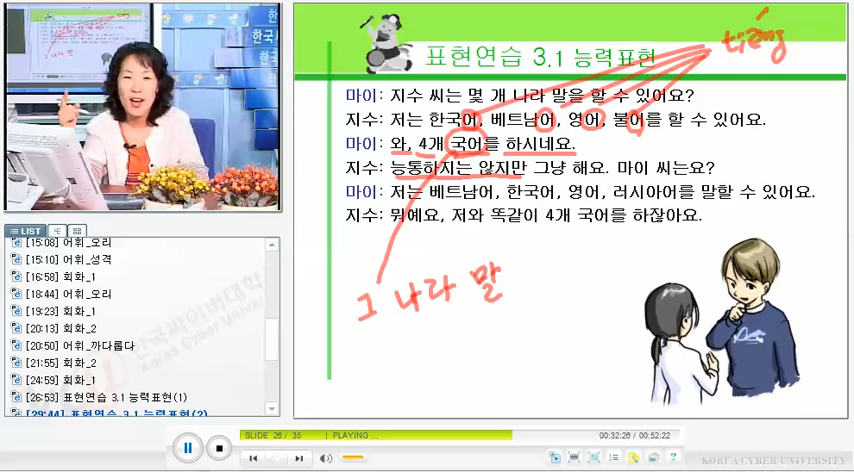 표현연습 3.1 능력표현
tiếng
마이: 지수 씨는 몇 개 나라 말을 할 수 있어요?
지수: 저는 한국어, 베트남어, 영어, 불어를 할 수 있어요.
마이: 와, 4개 국어를 하시네요.
지수: 능통하지는 않지만 그냥 해요. 마이 씨는요?
마이: 저는 베트남어, 한국어, 영어, 러시아어를 말할 수 있어요.
지수: 뭐예요, 저와 똑같이 4개 국어를 하잖아요.
그 나라 말
LIST
[15:08] 어휘_오리
[15:10] 어휘_성격
[16:58] 회화_1
[18:44] 어휘_오리
[19:23] 회화_1
[20:13] 회화_2
[20:50] 어휘_까다롭다
[21:55] 회화_2
[24:59] 회화_1
[26:53] 표현연습 3.1 능력표현(1)
[29:44] 표현연습 3.1 능력표현(2)
SLIDE 26 / 35 | PLAYING ...
00:32:26 / 00:52:22
KOREA CYBER UNIVERSITY